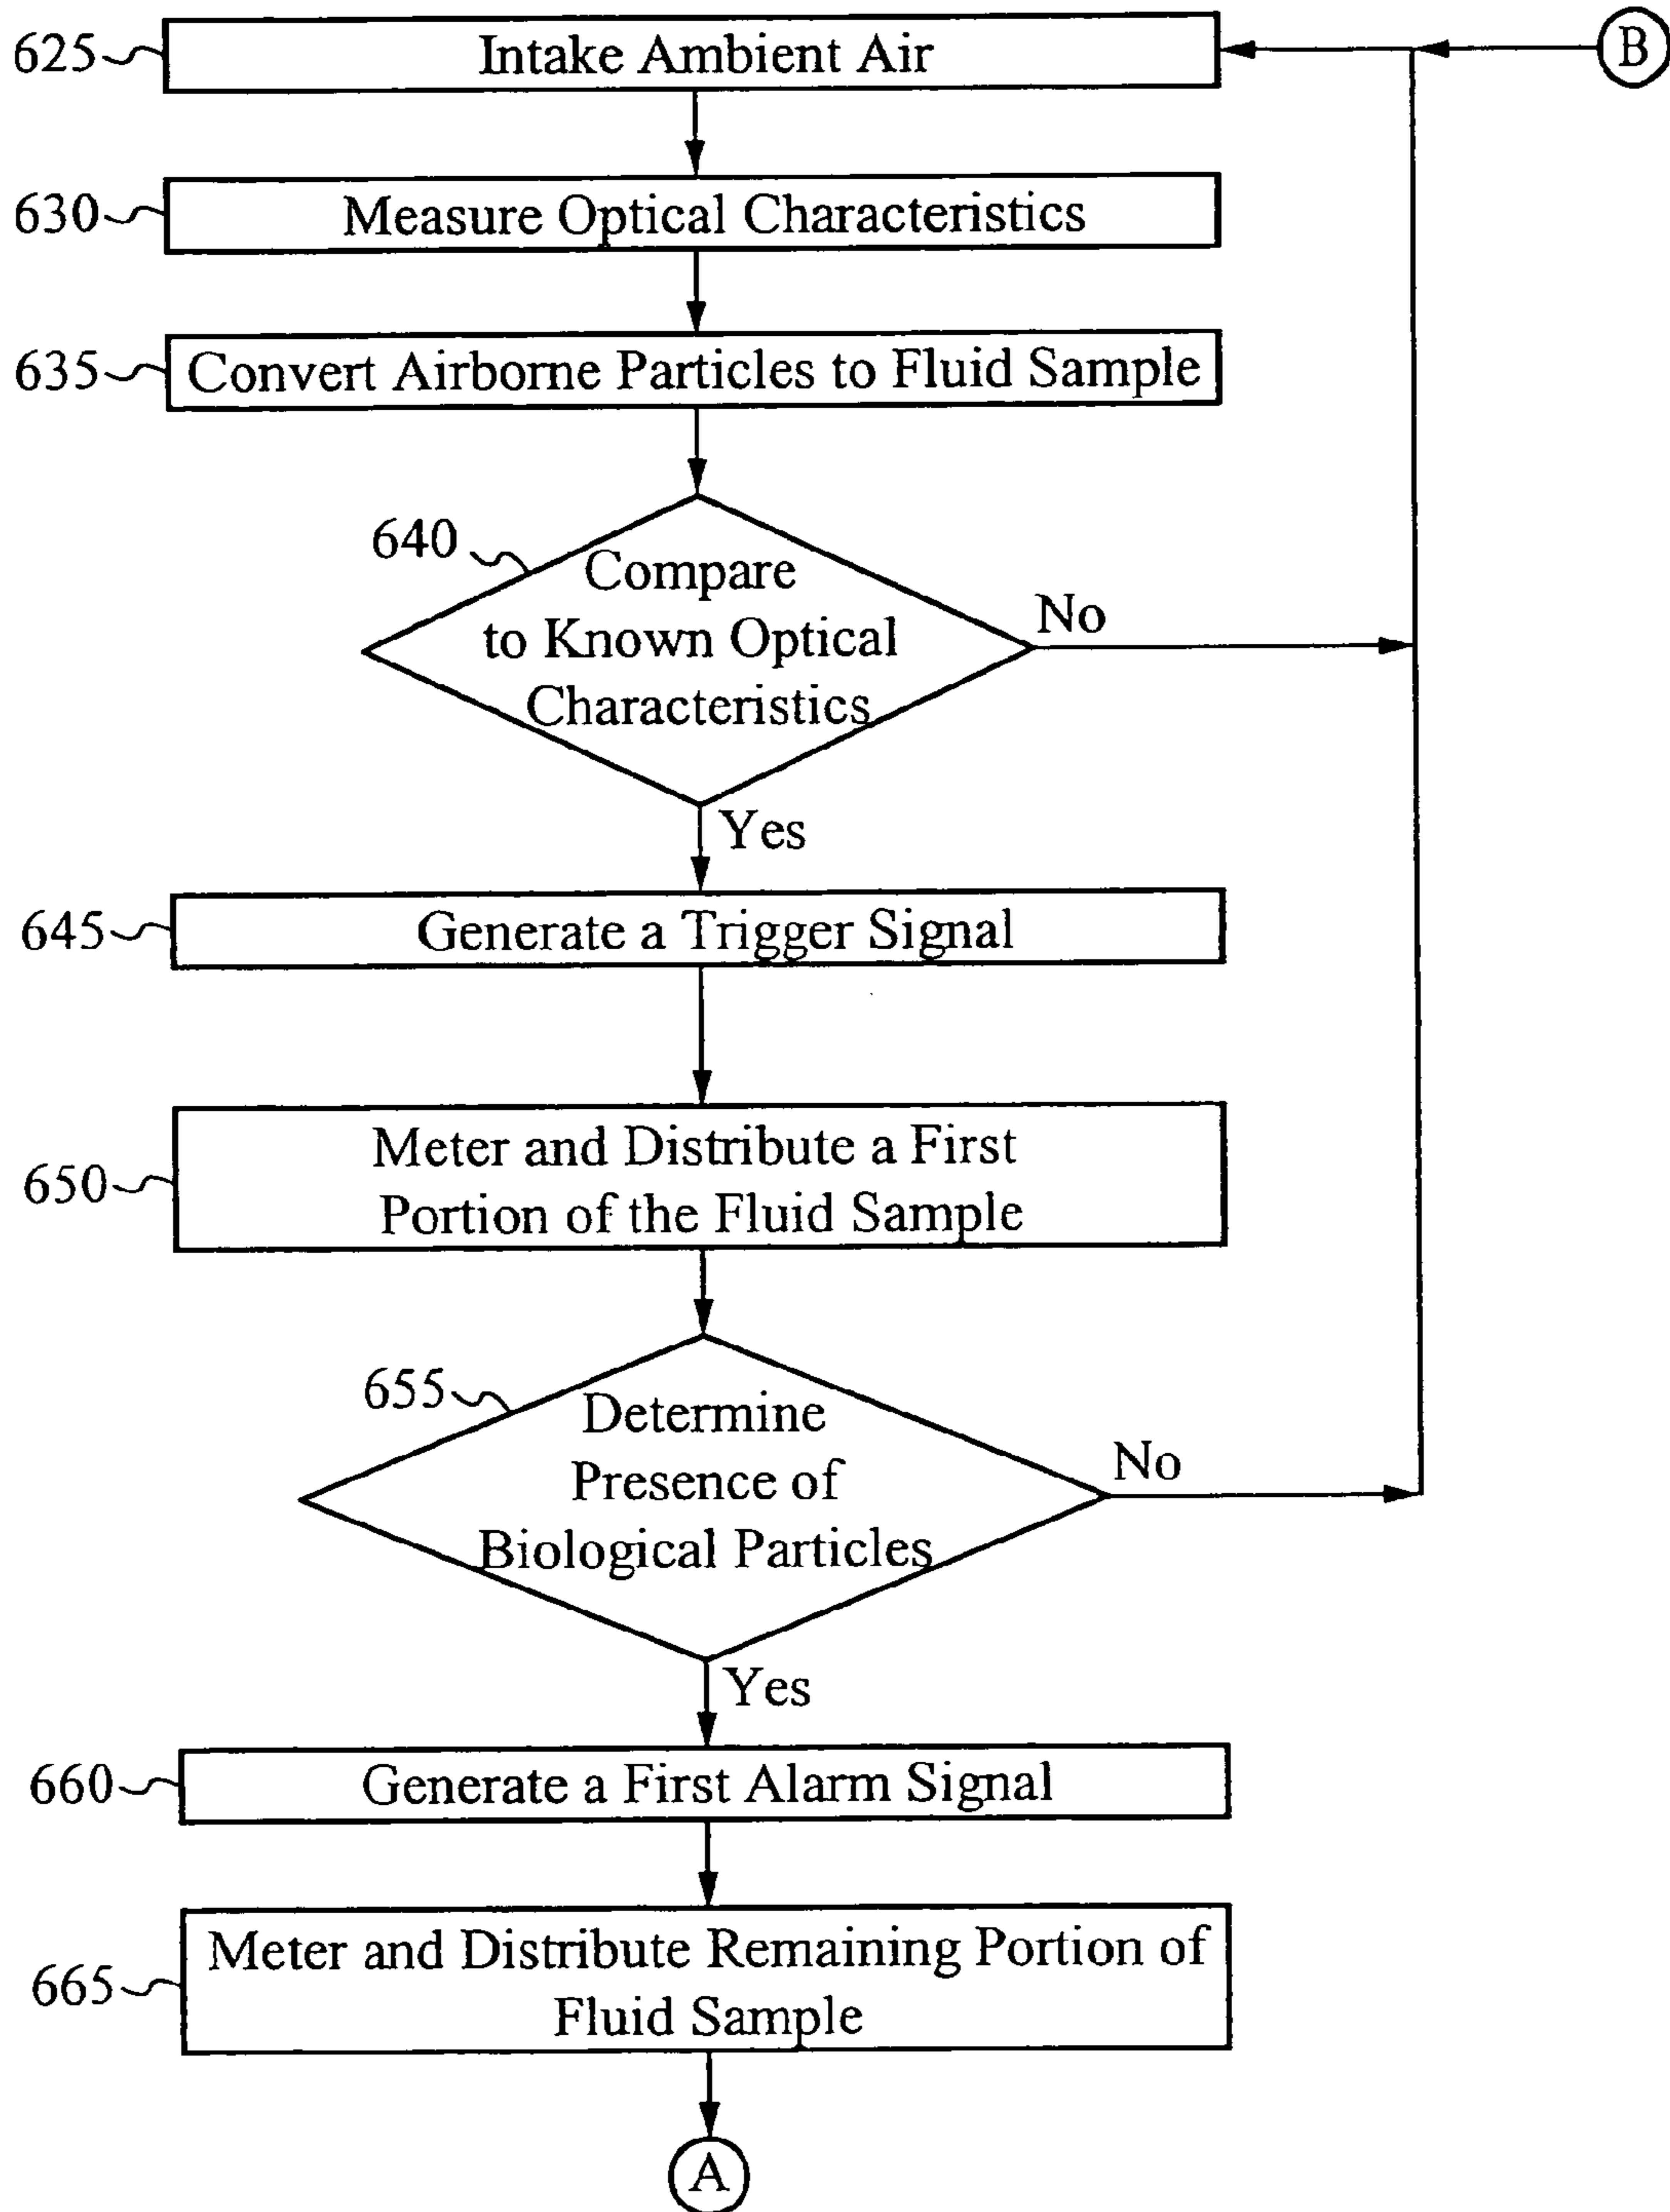 625
Intake Ambient Air
B
630
Measure Optical Characteristics
635
Convert Airborne Particles to Fluid Sample
640
Compare
to Known Optical
Characteristics
No
Yes
645
Generate a Trigger Signal
650
Meter and Distribute a First
Portion of the Fluid Sample
655
Determine
Presence of
Biological Particles
No
Yes
660
Generate a First Alarm Signal
665
Meter and Distribute Remaining Portion of
Fluid Sample
A